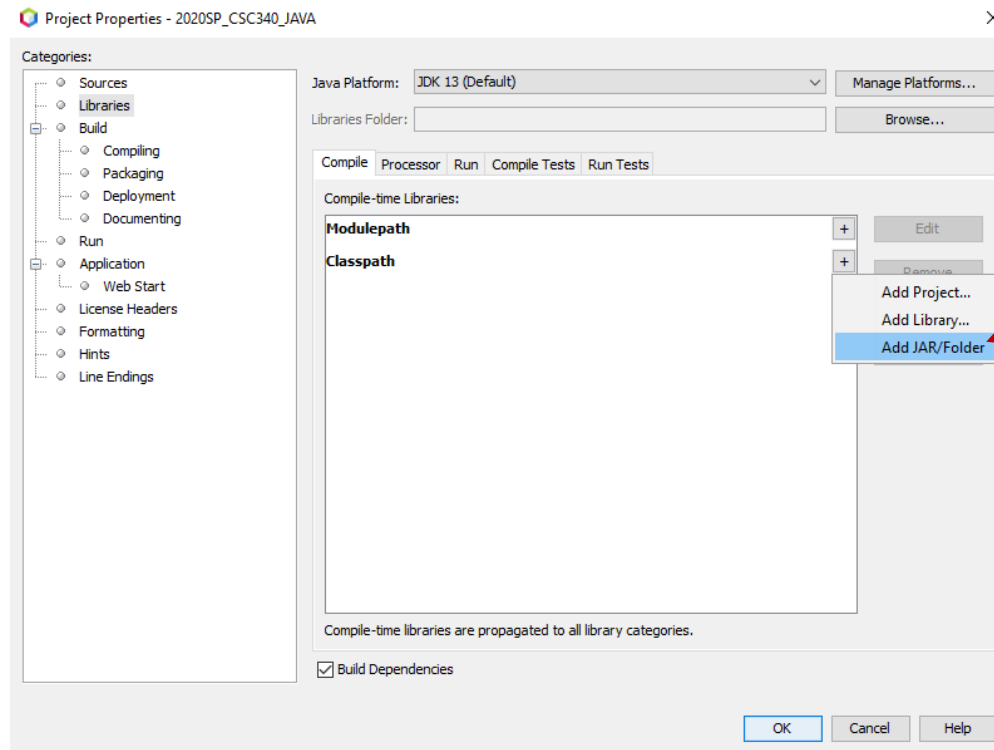 Project Properties - 2020SP_CSC340_JAVA
Categories:
Sources
Libraries
Build
Compiling
Packaging
Deployment
Documenting
Run
Application
Web Start
License Headers
Formatting
Hints
Line Endings
Java Platform: JDK 13 (Default) Manage Platforms...
Libraries Folder: Browse...
Compile Processor Run Compile Tests Run Tests
Compile-time Libraries:
Modulepath + Edit
Classpath + Remove
Add Project...
Add Library...
Add JAR/Folder
Compile-time libraries are propagated to all library categories.
Build Dependencies
OK Cancel Help